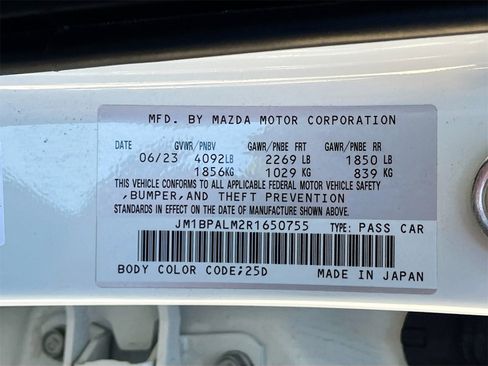 MFD. BY MAZDA MOTOR CORPORATION
DATE GVWR/PNBV GAWR/PNBE FRT GAWR/PNBE RR
06/23 4092LB 2269 LB 1850 LB
1856KG 1029 KG 839 KG
THIS VEHICLE CONFORMS TO ALL APPLICABLE FEDERAL MOTOR VEHICLE SAFETY
,BUMPER,AND THEFT PREVENTION
STANDARDS IN EFFECT ON THE DATE OF MANUFACTURE SHOWN ABOVE.
JM1BPALM2R1650755 TYPE: PASS CAR
BODY COLOR CODE;25D MADE IN JAPAN